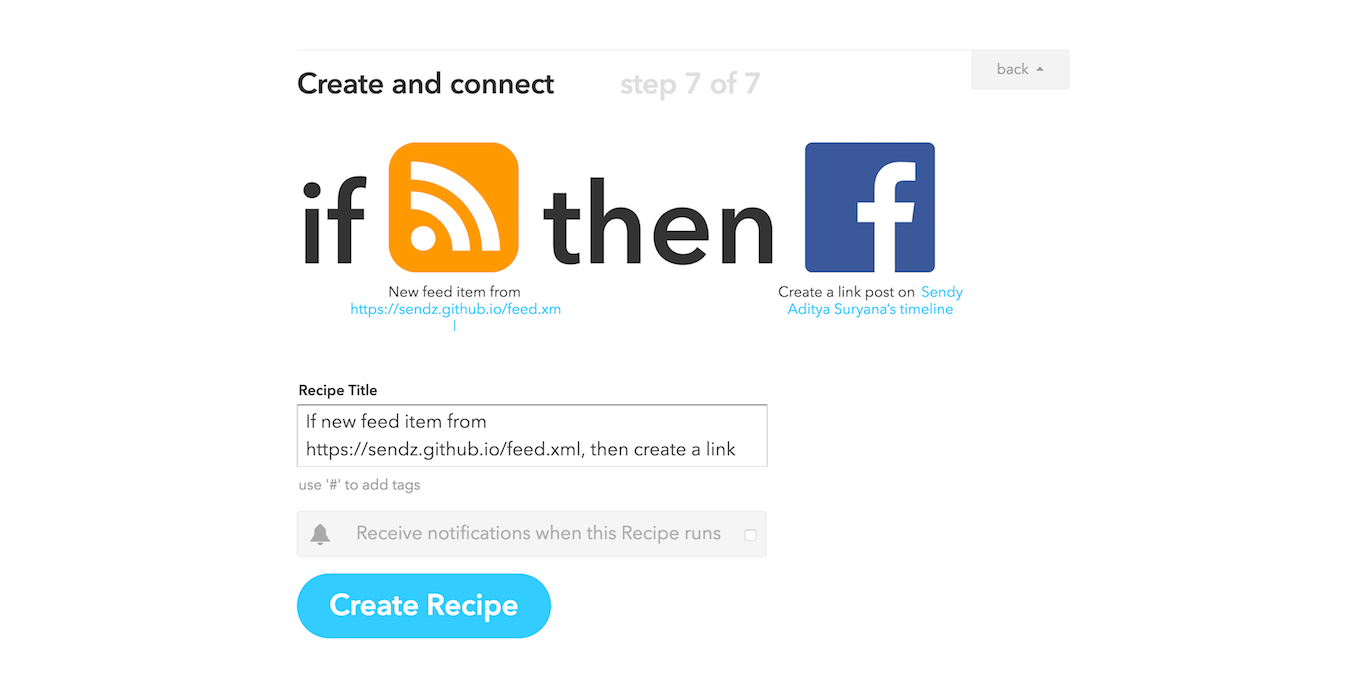 Create and connect step 7 of 7 back
if then
New feed item from
https://sendz.github.io/feed.xm
l
Create a link post on Sendy
Aditya Suryana's timeline
Recipe Title
If new feed item from
https://sendz.github.io/feed.xml, then create a link
use '#' to add tags
Receive notifications when this Recipe runs
Create Recipe